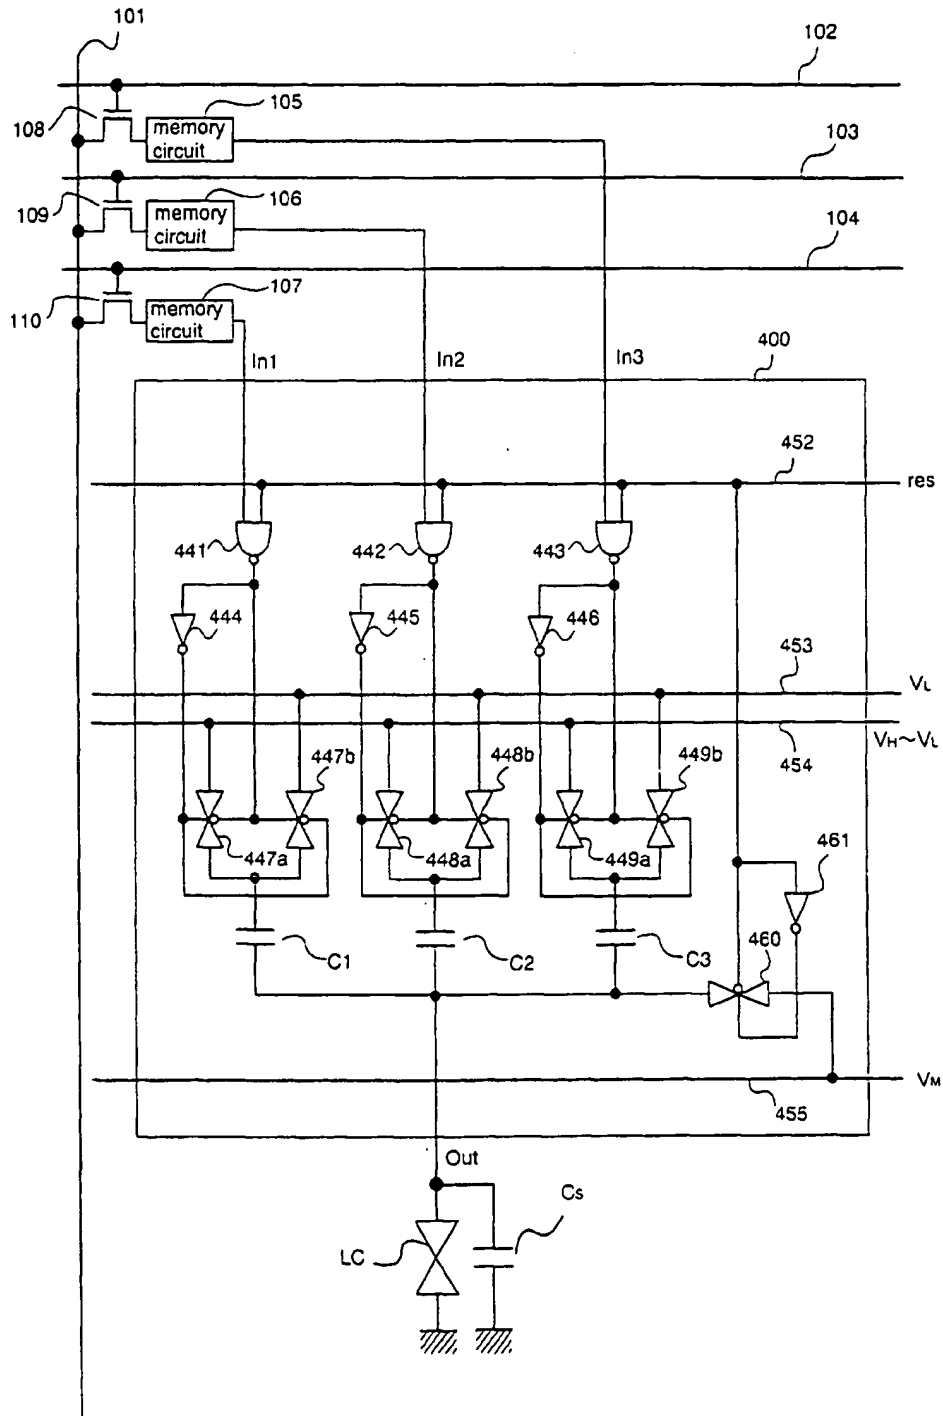 101
102
105
108
memory
circuit
103
106
109
memory
circuit
104
107
110
memory
circuit
In1
In2
In3
400
452
res
441
442
443
444
445
446
453
VL
VH~VL
454
447b
448b
449b
447a
448a
449a
461
460
C1
C2
C3
VM
455
Out
Cs
LC